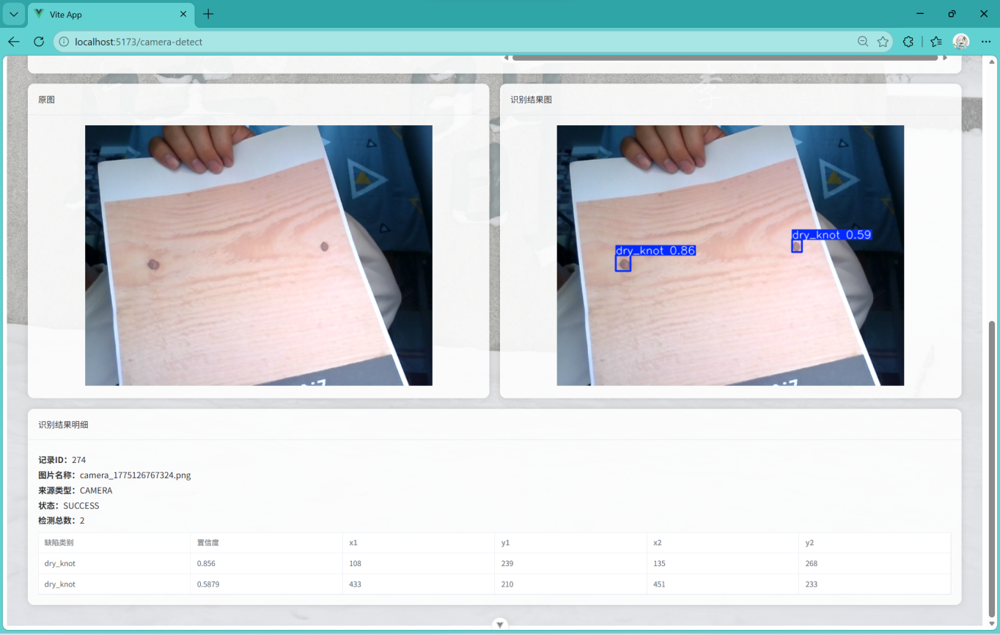 Vite App
localhost:5173/camera-detect
原图
识别结果图
dry_knot 0.86
dry_knot 0.59
识别结果明细
记录ID：274
图片名称：camera_1775126767324.png
来源类型：CAMERA
状态：SUCCESS
检测总数：2
缺陷类别 置信度 x1 y1 x2 y2
dry_knot 0.856 108 239 135 268
dry_knot 0.5879 433 210 451 233